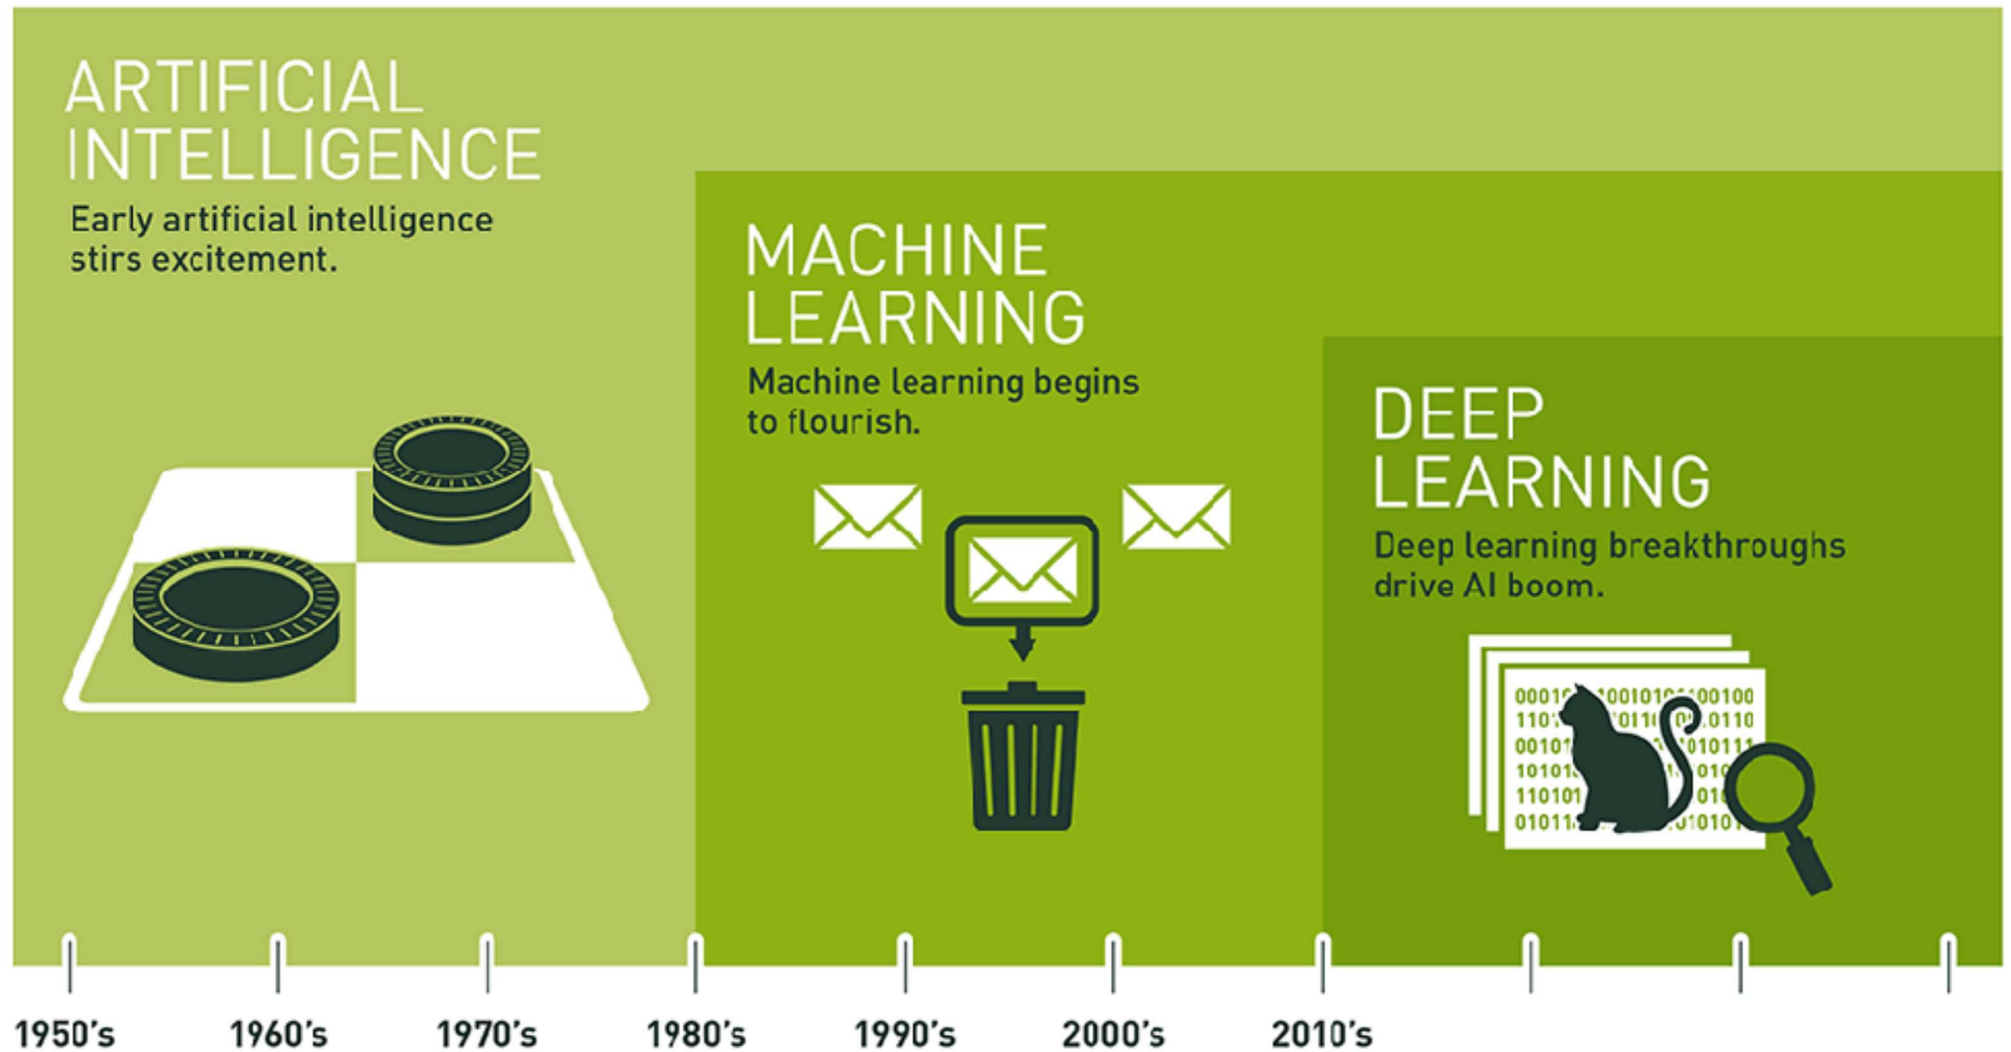 ARTIFICIAL
INTELLIGENCE
Early artificial intelligence
stirs excitement.
MACHINE
LEARNING
Machine learning begins
to flourish.
DEEP
LEARNING
Deep learning breakthroughs
drive AI boom.
1950's
1960's
1970's
1980's
1990's
2000's
2010's